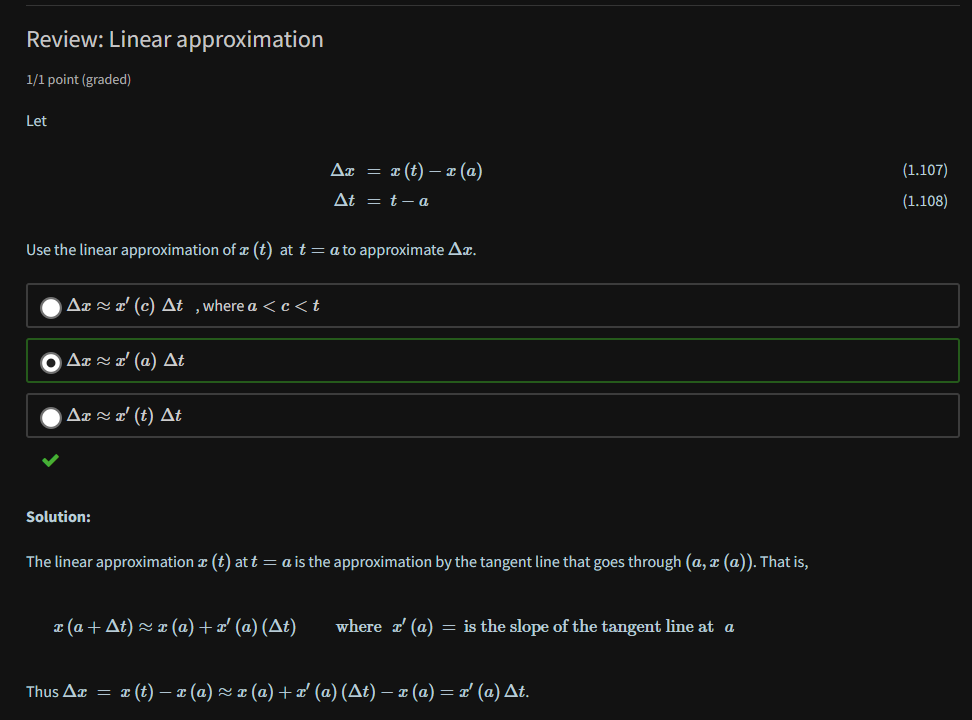 Review: Linear approximation
1/1 point (graded)
Let
Δx = x(t) − x(a) (1.107)
Δt = t − a (1.108)
Use the linear approximation of x(t) at t = a to approximate Δx.
Δx ≈ x′(c) Δt , where a < c < t
Δx ≈ x′(a) Δt
Δx ≈ x′(t) Δt
Solution:
The linear approximation x(t) at t = a is the approximation by the tangent line that goes through (a, x(a)). That is,
x(a + Δt) ≈ x(a) + x′(a)(Δt) where x′(a) = is the slope of the tangent line at a
Thus Δx = x(t) − x(a) ≈ x(a) + x′(a)(Δt) − x(a) = x′(a) Δt.